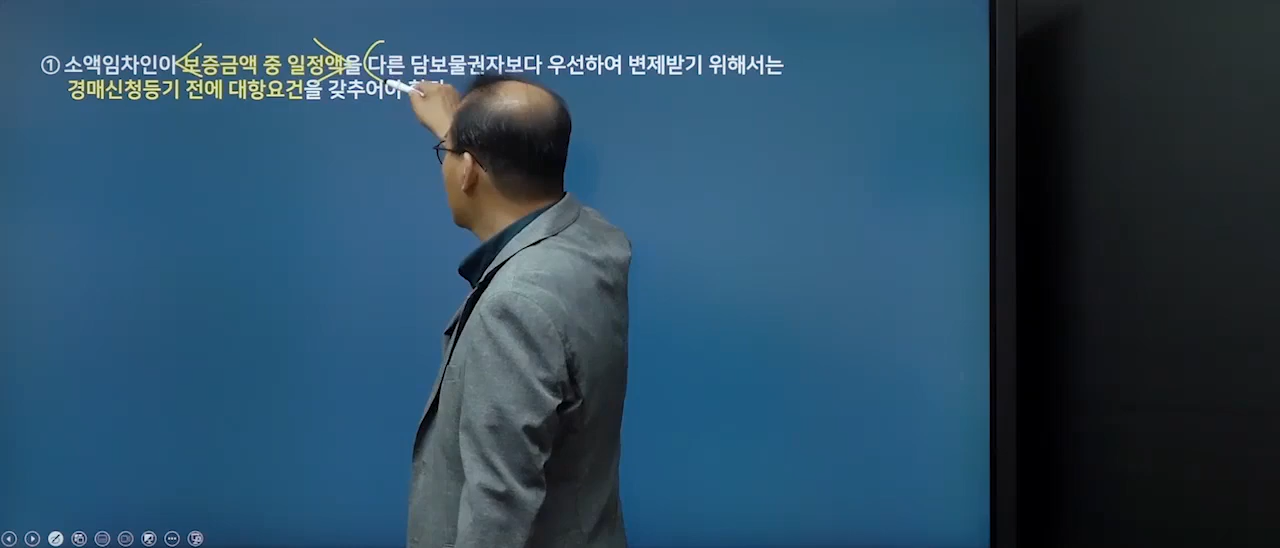 ① 소액임차인이 보증금액 중 일정액을 다른 담보물권자보다 우선하여 변제받기 위해서는
경매신청등기 전에 대항요건을 갖추어야